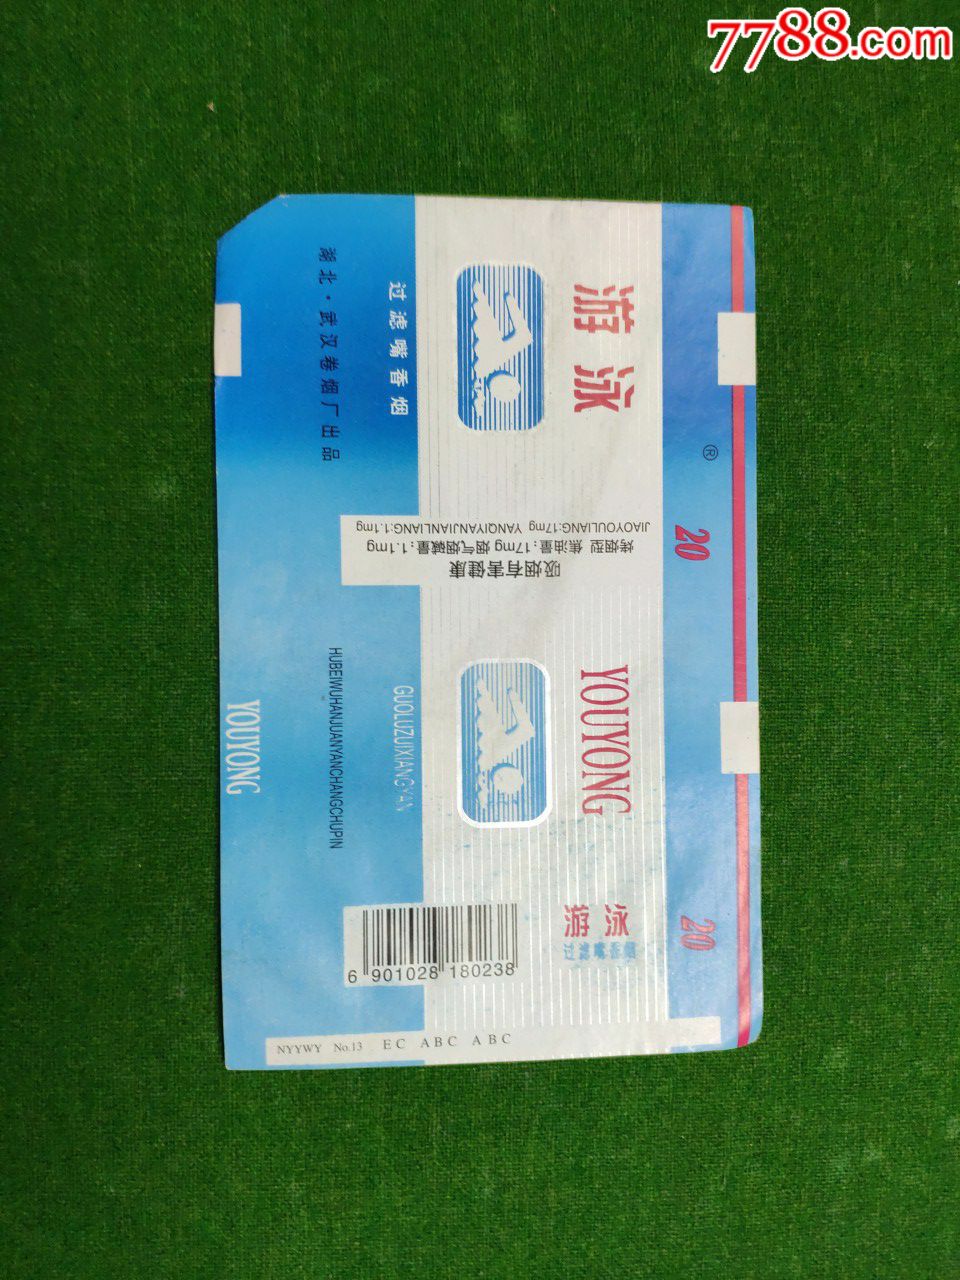 7788.com
游泳
®
20
过滤嘴香烟
湖北·武汉卷烟厂出品
吸烟有害健康
烤烟型 焦油量:17mg 烟气烟碱量:1.1mg
JIAOYOULIANG:17mg YANQIYANJIANLIANG:1.1mg
YOUYONG
GUOLUZUIXIANGYAN
HUBEIWUHANJUANYANCHANGCHUPIN
YOUYONG
游泳
过滤嘴香烟
20
6 901028 180238
NYYWY No.13 EC ABC ABC